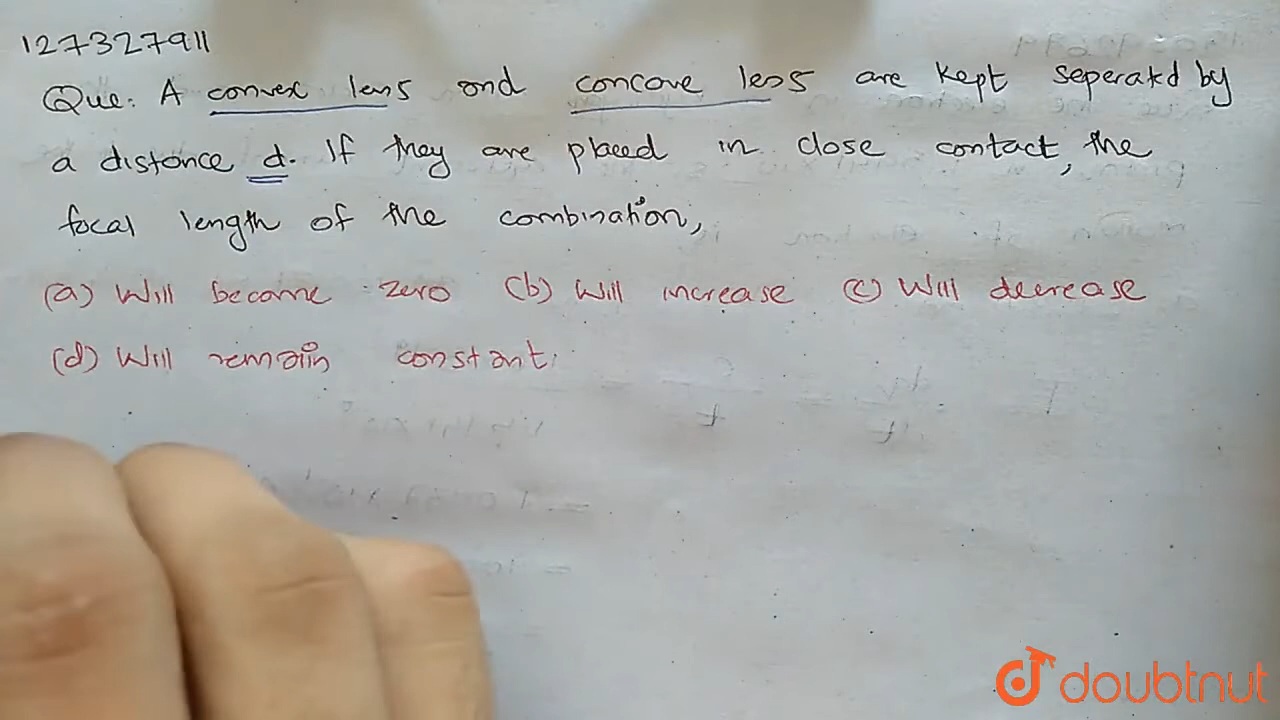 127327911
Que. A convex lens and concave lens are kept seperatd by
a distance d. If they are placed in close contact, the
focal length of the combination,
(a) Will become zero (b) Will increase (c) Will decrease
(d) Will remain constant.
doubtnut